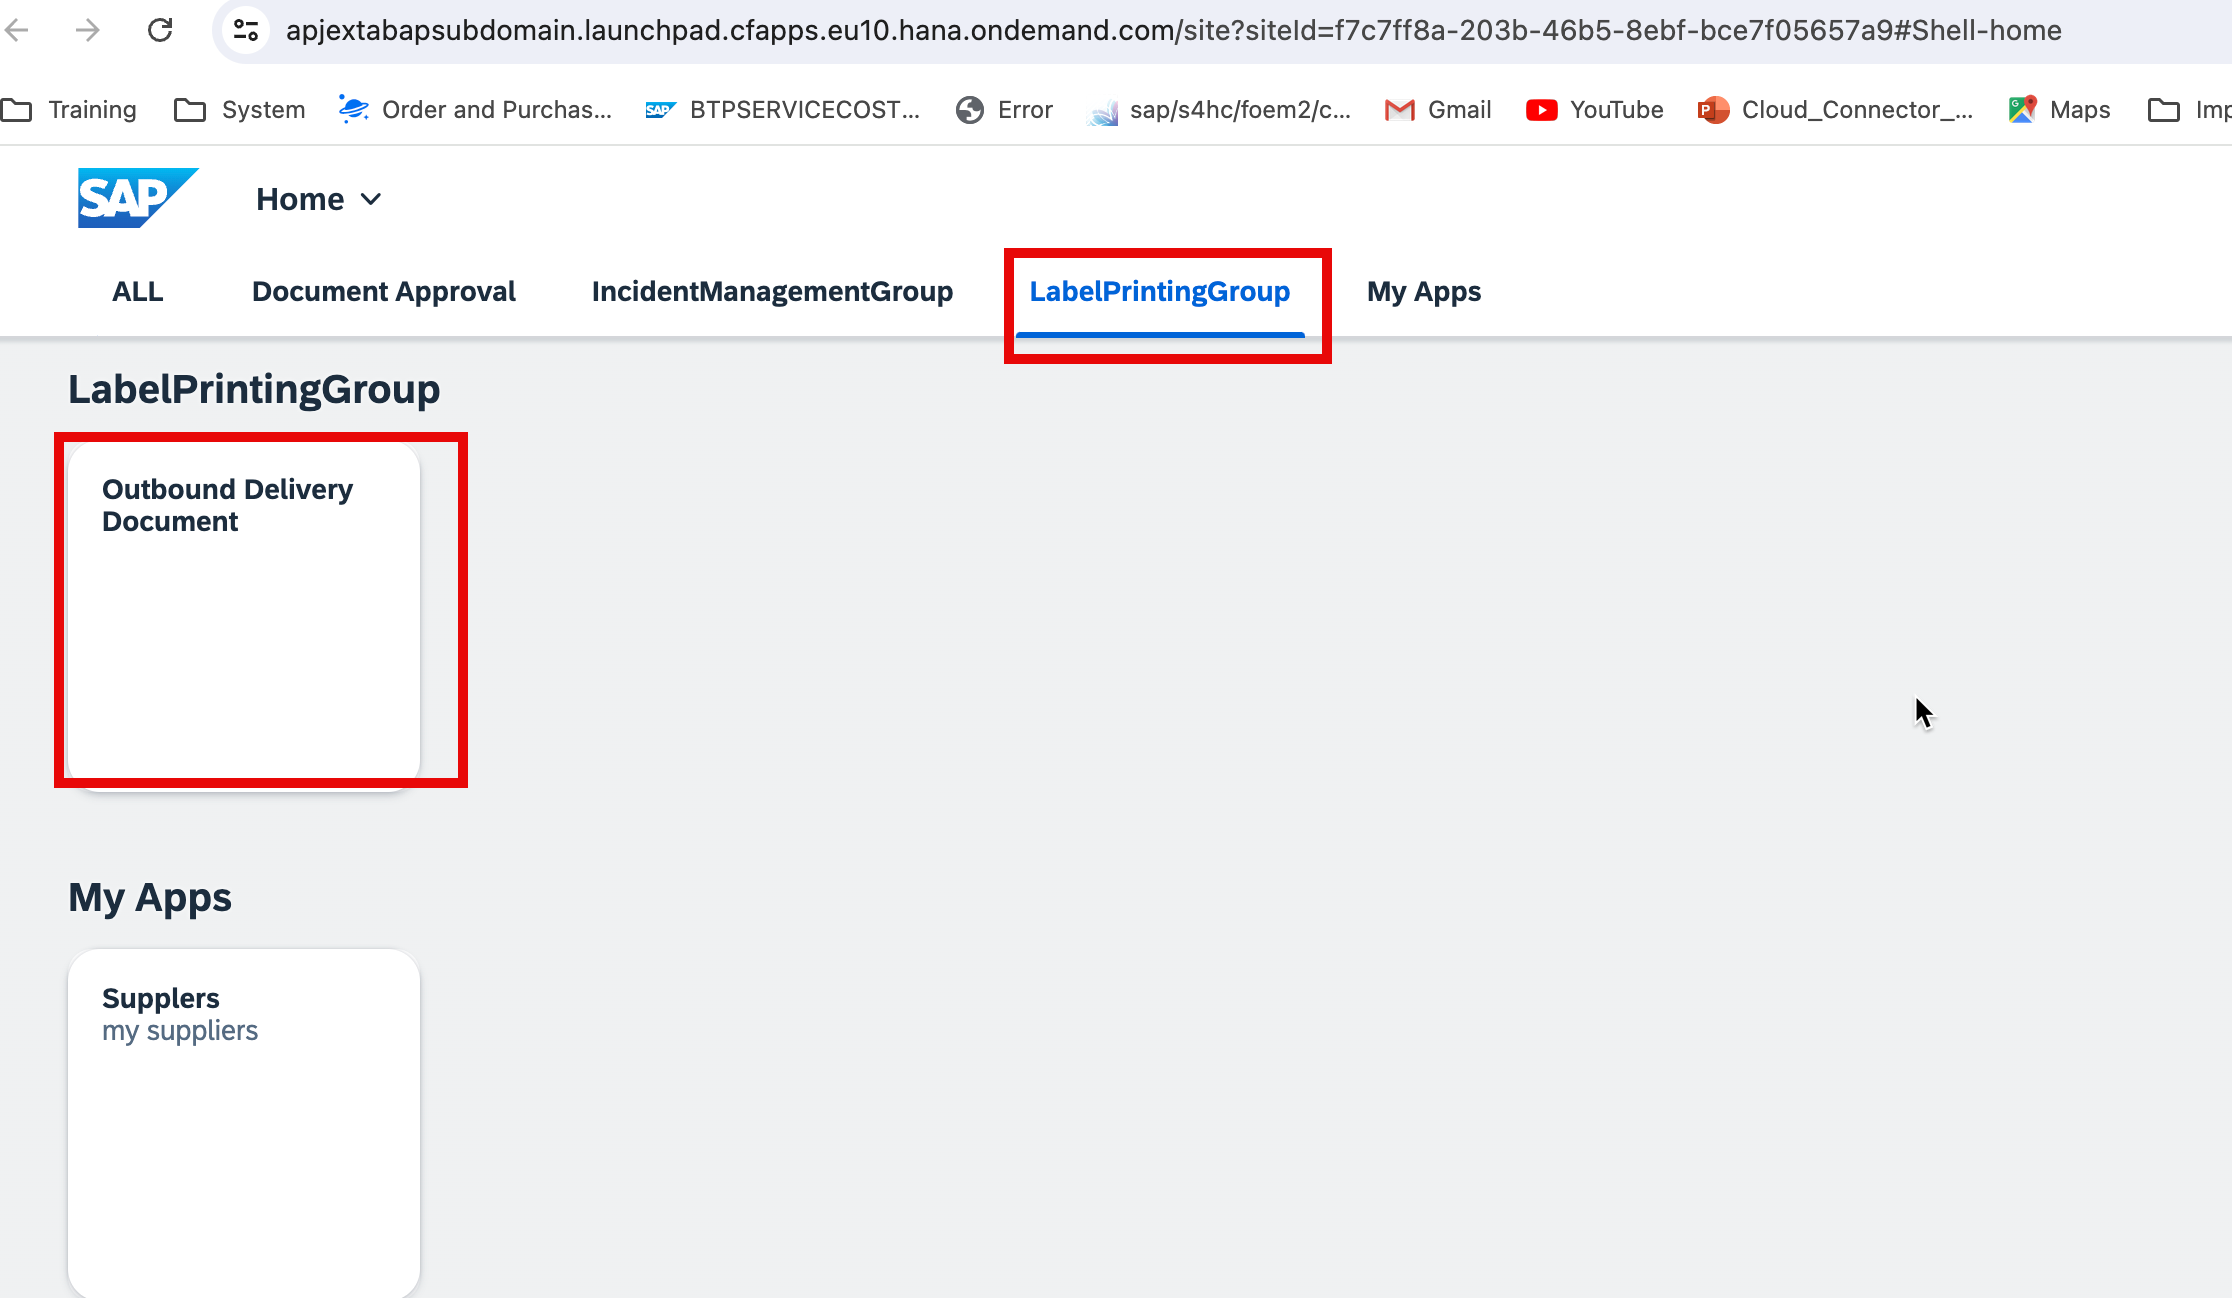 apjextabapsubdomain.launchpad.cfapps.eu10.hana.ondemand.com/site?siteId=f7c7ff8a-203b-46b5-8ebf-bce7f05657a9#Shell-home
Training System Order and Purchas... SAP BTPSERVICECOST... Error sap/s4hc/foem2/c... Gmail YouTube P Cloud_Connector_... G Maps Imp
SAP Home
ALL Document Approval IncidentManagementGroup LabelPrintingGroup My Apps
LabelPrintingGroup
Outbound Delivery
Document
My Apps
Supplers
my suppliers